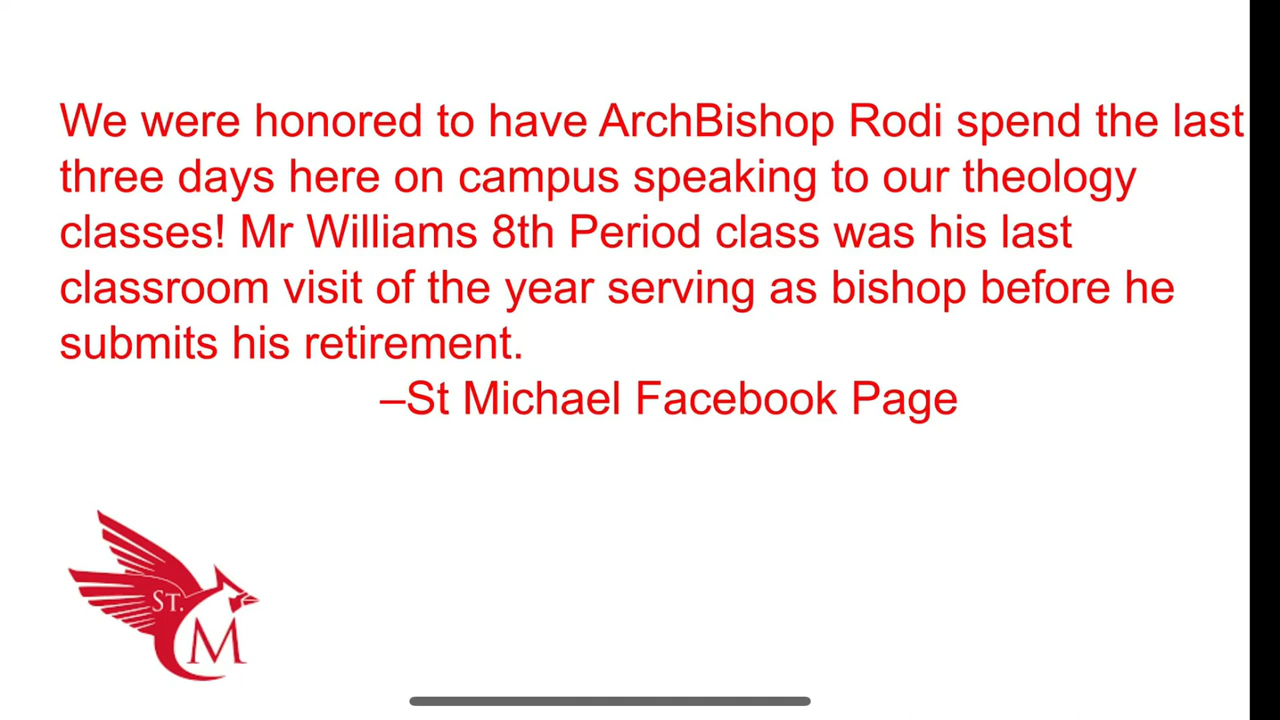 We were honored to have ArchBishop Rodi spend the last
three days here on campus speaking to our theology
classes! Mr Williams 8th Period class was his last
classroom visit of the year serving as bishop before he
submits his retirement.
–St Michael Facebook Page
ST.
M